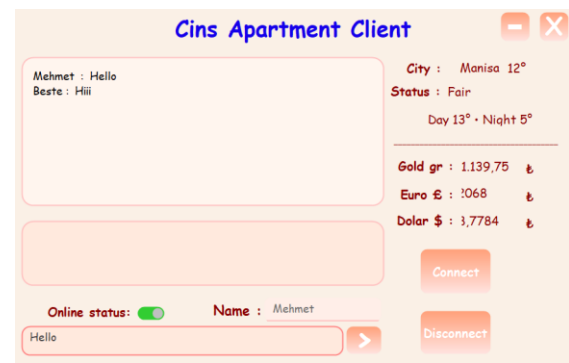 Cins Apartment Client
Mehmet : Hello
Beste : Hiii
City : Manisa 12°
Status : Fair
Day 13° • Night 5°
Gold gr : 1.139,75 ₺
Euro £ : 2068 ₺
Dolar $ : 3,7784 ₺
Connect
Online status:
Name : Mehmet
Hello
>
Disconnect